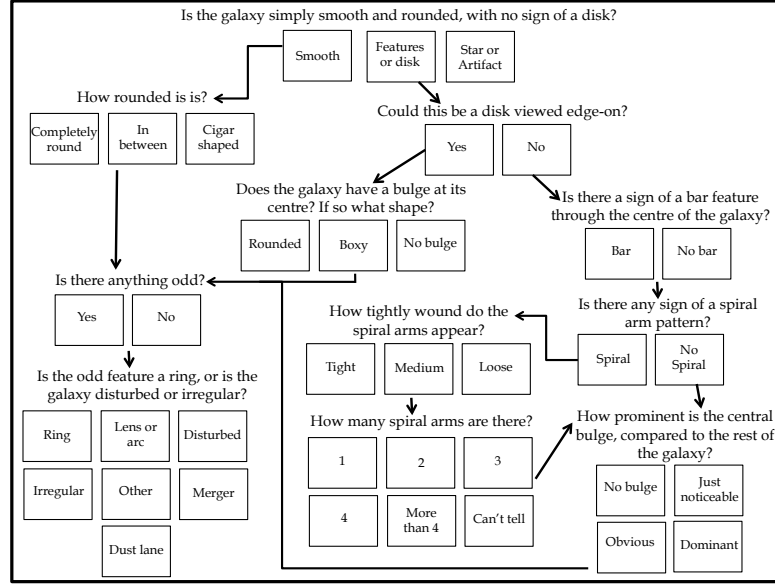 Is the galaxy simply smooth and rounded, with no sign of a disk?
Smooth
Features
or disk
Star or
Artifact
How rounded is is?
Completely
round
In
between
Cigar
shaped
Could this be a disk viewed edge-on?
Yes
No
Does the galaxy have a bulge at its
centre? If so what shape?
Rounded
Boxy
No bulge
Is there a sign of a bar feature
through the centre of the galaxy?
Bar
No bar
Is there anything odd?
Yes
No
Is there any sign of a spiral
arm pattern?
Spiral
No
Spiral
How tightly wound do the
spiral arms appear?
Tight
Medium
Loose
Is the odd feature a ring, or is the
galaxy disturbed or irregular?
Ring
Lens or
arc
Disturbed
Irregular
Other
Merger
Dust lane
How many spiral arms are there?
1
2
3
4
More
than 4
Can't tell
How prominent is the central
bulge, compared to the rest of
the galaxy?
No bulge
Just
noticeable
Obvious
Dominant